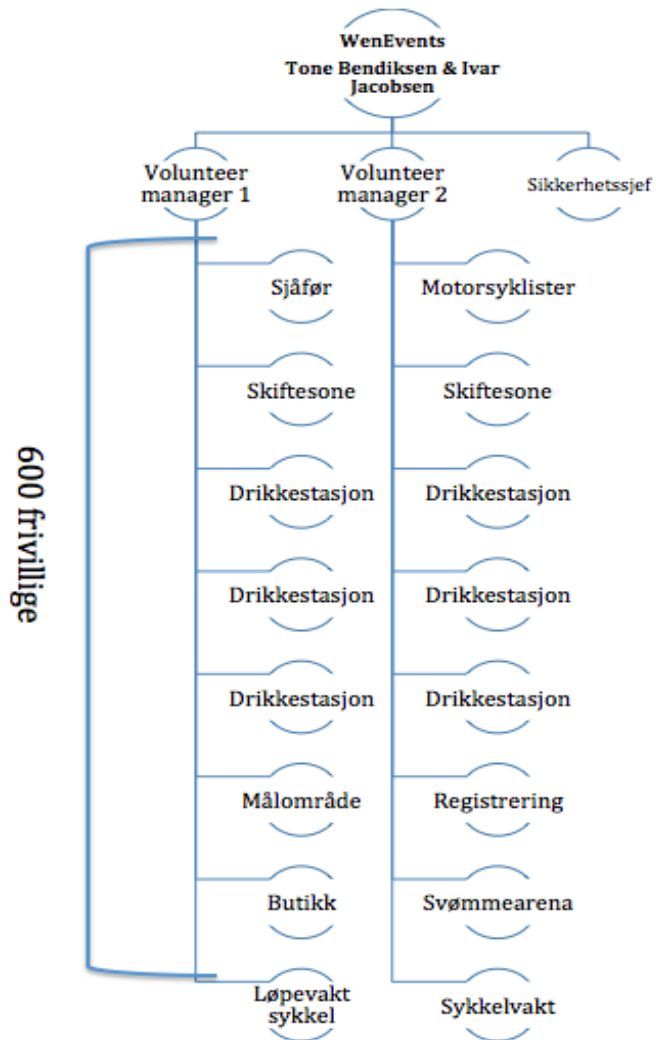 WenEvents
Tone Bendiksen & Ivar
Jacobsen
Volunteer
manager 1
Volunteer
manager 2
Sikkerhetssjef
600 frivillige
Sjåfør
Motorsyklister
Skiftesone
Skiftesone
Drikkestasjon
Drikkestasjon
Drikkestasjon
Drikkestasjon
Drikkestasjon
Drikkestasjon
Målområde
Registrering
Butikk
Svømmearena
Løpevakt
sykkel
Sykkelvakt